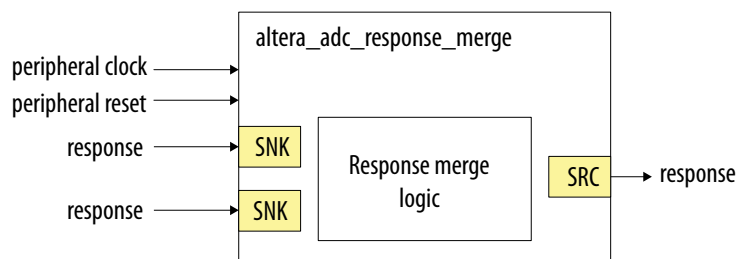 altera_adc_response_merge
peripheral clock
peripheral reset
response
SNK
response
SNK
Response merge
logic
SRC
response